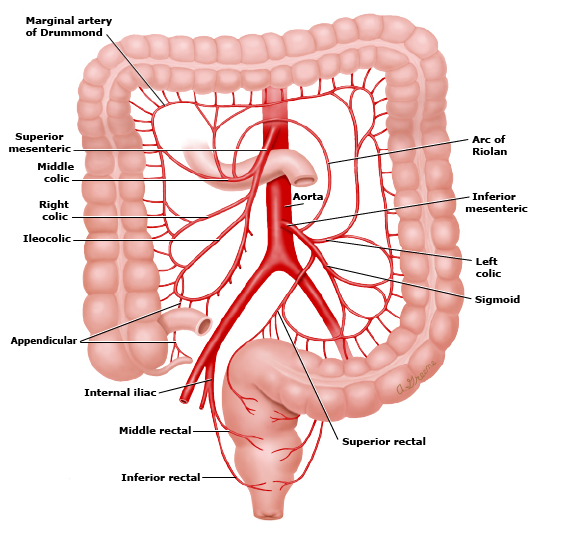 Marginal artery
of Drummond
Superior
mesenteric
Middle
colic
Right
colic
Ileocolic
Appendicular
Internal iliac
Middle rectal
Inferior rectal
Aorta
Arc of
Riolan
Inferior
mesenteric
Left
colic
Sigmoid
Superior rectal